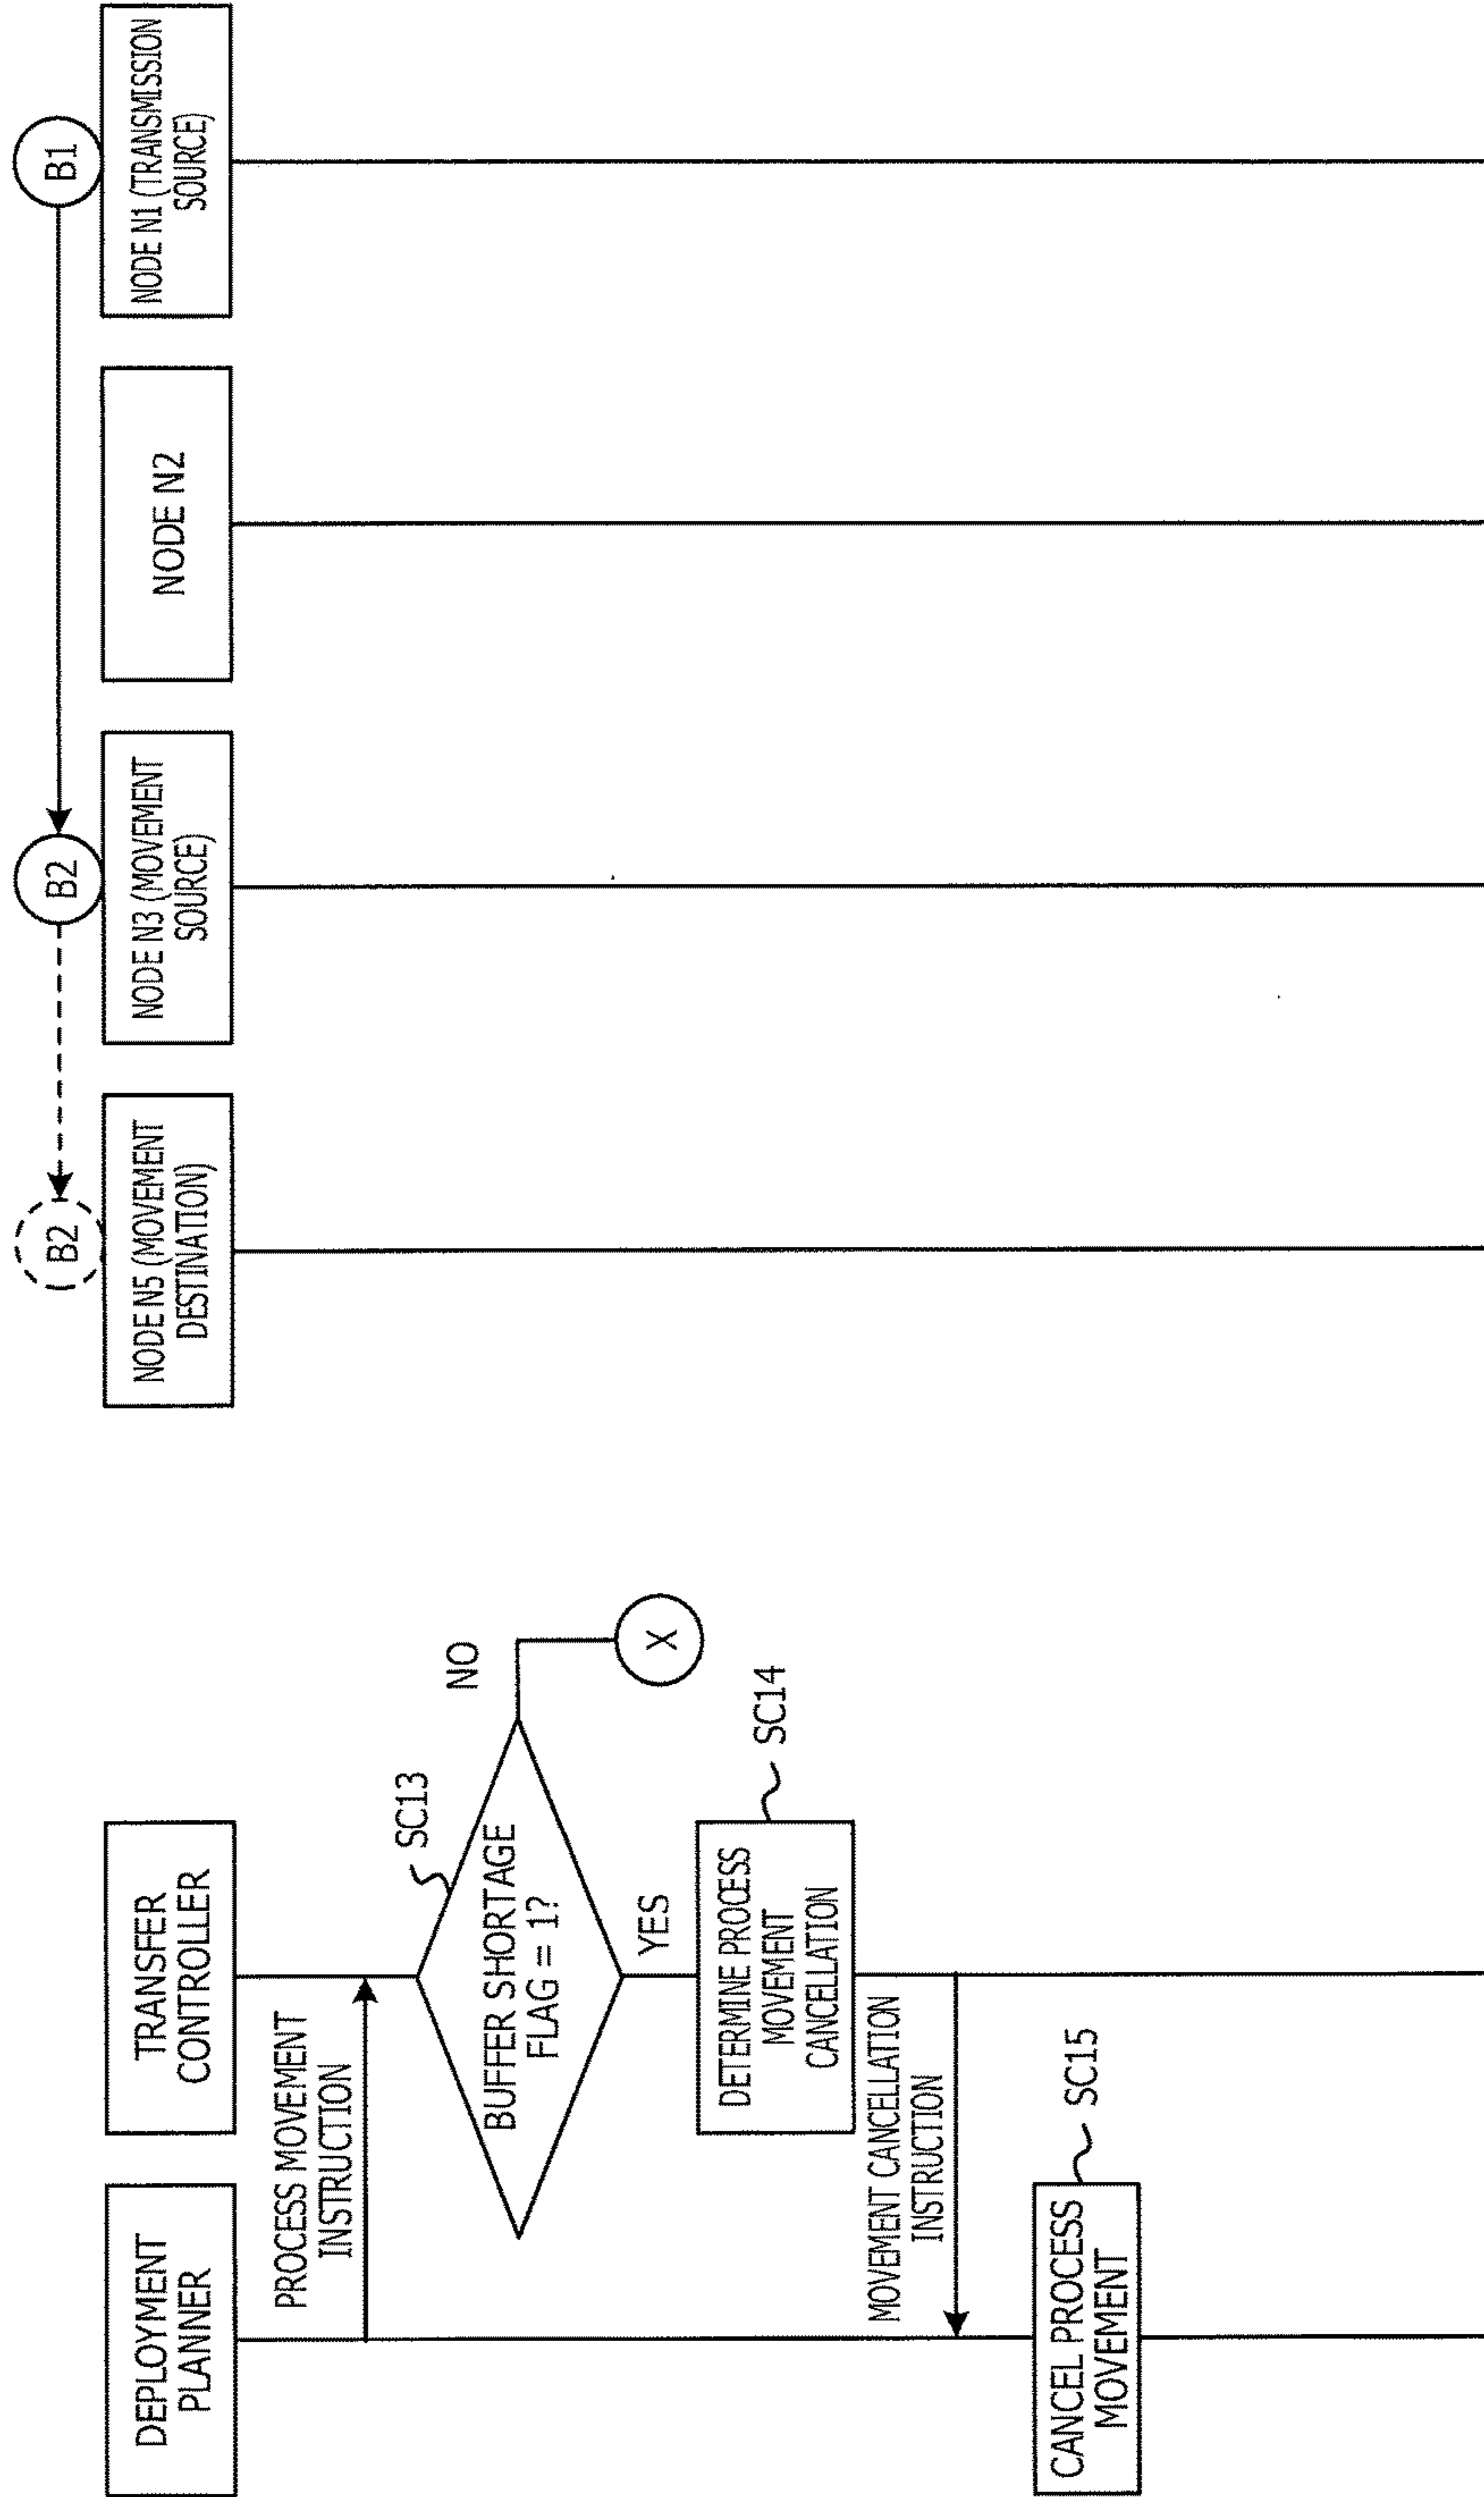 DEPLOYMENT
PLANNER
TRANSFER
CONTROLLER
B2
NODE N5 (MOVEMENT
DESTINATION)
B2
NODE N3 (MOVEMENT
SOURCE)
NODE N2
B1
NODE N1 (TRANSMISSION
SOURCE)
PROCESS MOVEMENT
INSTRUCTION
SC13
BUFFER SHORTAGE
FLAG = 1?
NO
X
YES
SC14
DETERMINE PROCESS
MOVEMENT
CANCELLATION
MOVEMENT CANCELLATION
INSTRUCTION
SC15
CANCEL PROCESS
MOVEMENT